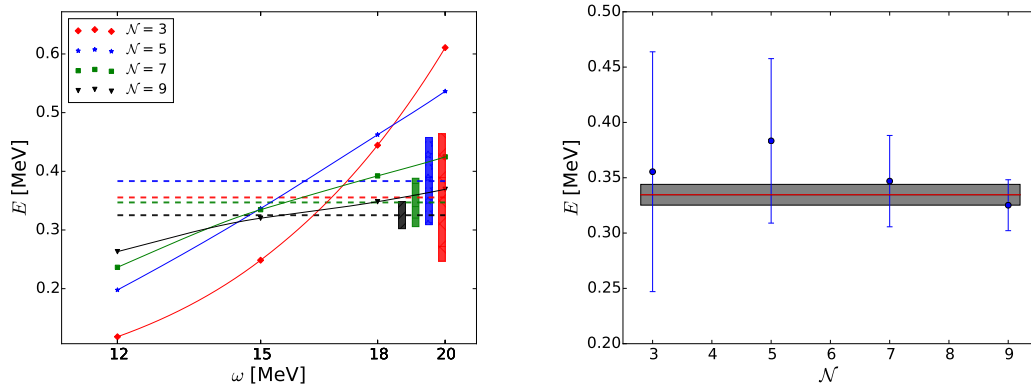 0.6
0.5
0.4
0.3
0.2
E [MeV]
𝒩 = 3
𝒩 = 5
𝒩 = 7
𝒩 = 9
12 15 18 20
ω [MeV]
0.50
0.45
0.40
0.35
0.30
0.25
0.20
E [MeV]
3 4 5 6 7 8 9
𝒩